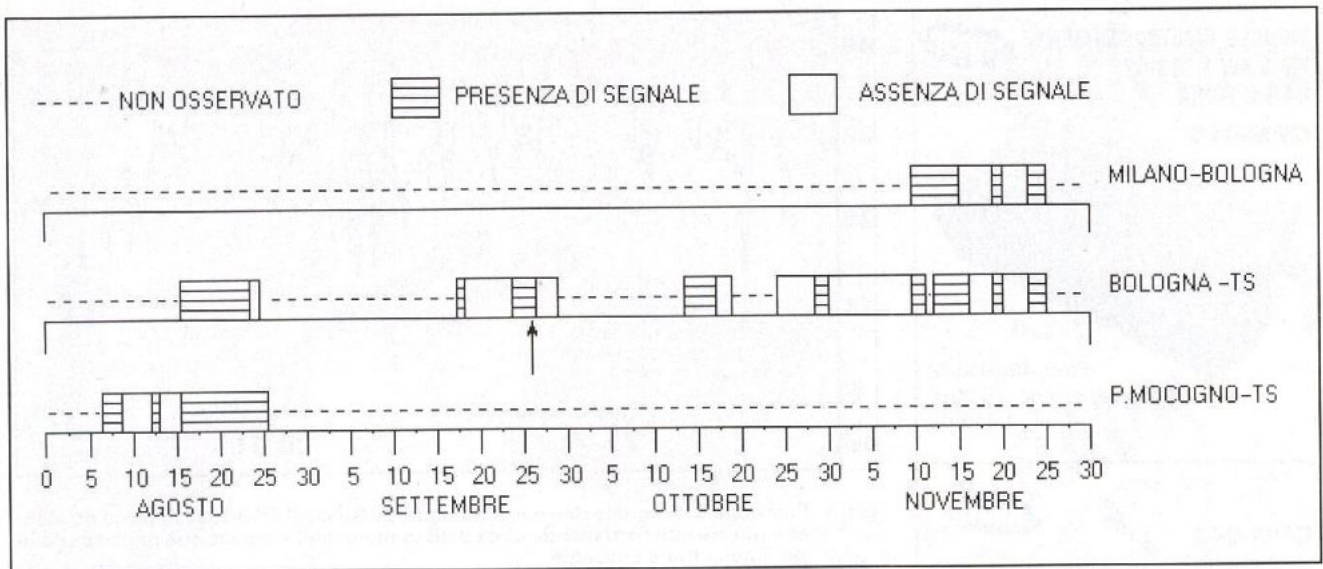 NON OSSERVATO PRESENZA DI SEGNALE ASSENZA DI SEGNALE
MILANO-BOLOGNA
BOLOGNA -TS
P.MOCOGNO-TS
0 5 10 15 20 25 30 5 10 15 20 25 30 5 10 15 20 25 30 5 10 15 20 25 30
AGOSTO SETTEMBRE OTTOBRE NOVEMBRE